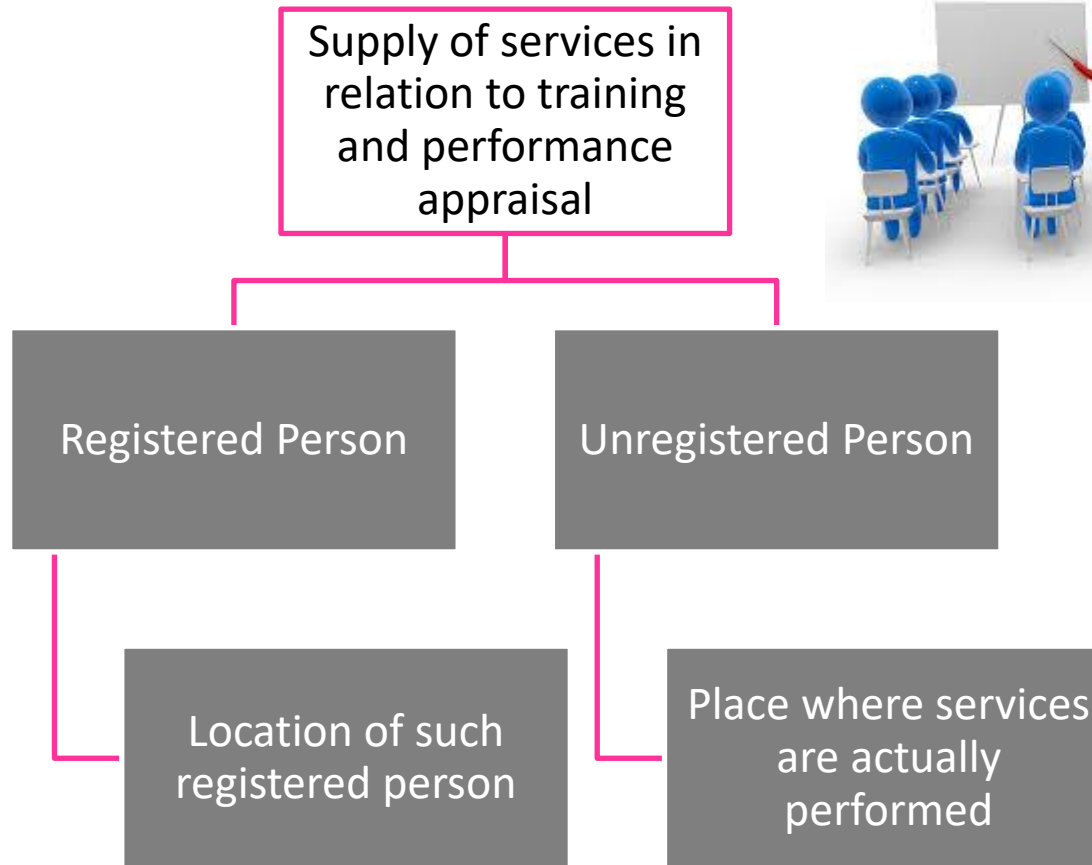 Supply of services in
relation to training
and performance
appraisal
Registered Person
Unregistered Person
Location of such
registered person
Place where services
are actually
performed